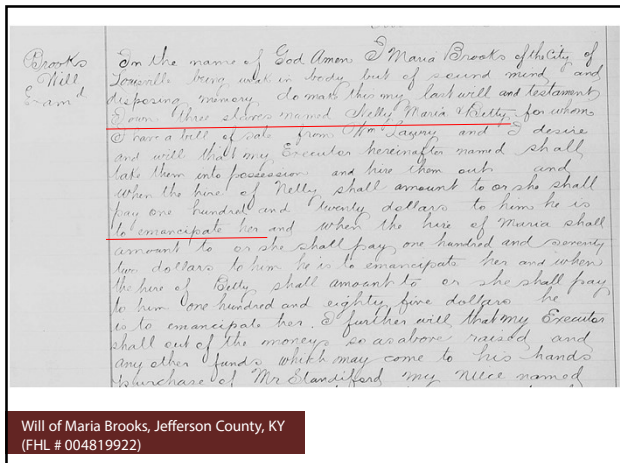 Brooks
Will
Exam d
In the name of God Amen I Maria Brooks of the City of
Louisville being weak in body but of sound mind and
disposing memory do make this my last will and testament
I own three slaves named Nelly Maria & Betty for whom
I have a bill of sale from Wm and I desire
and will that my Executor hereinafter named shall
take them into possession and hire them out and
when the hire of Nelly shall amount to or she shall
pay one hundred and twenty dollars to him he is
to emancipate her and when the hire of Maria shall
amount to or she shall pay one hundred and seventy
two dollars to him he is to emancipate her and when
the hire of Betty shall amount to or she shall pay
to him one hundred and eighty five dollars he
is to emancipate her. I further will that my Executor
shall out of the moneys so as above raised and
any other funds which may come to his hands
purchase of Mr Standiford my niece named
Will of Maria Brooks, Jefferson County, KY
(FHL # 004819922)